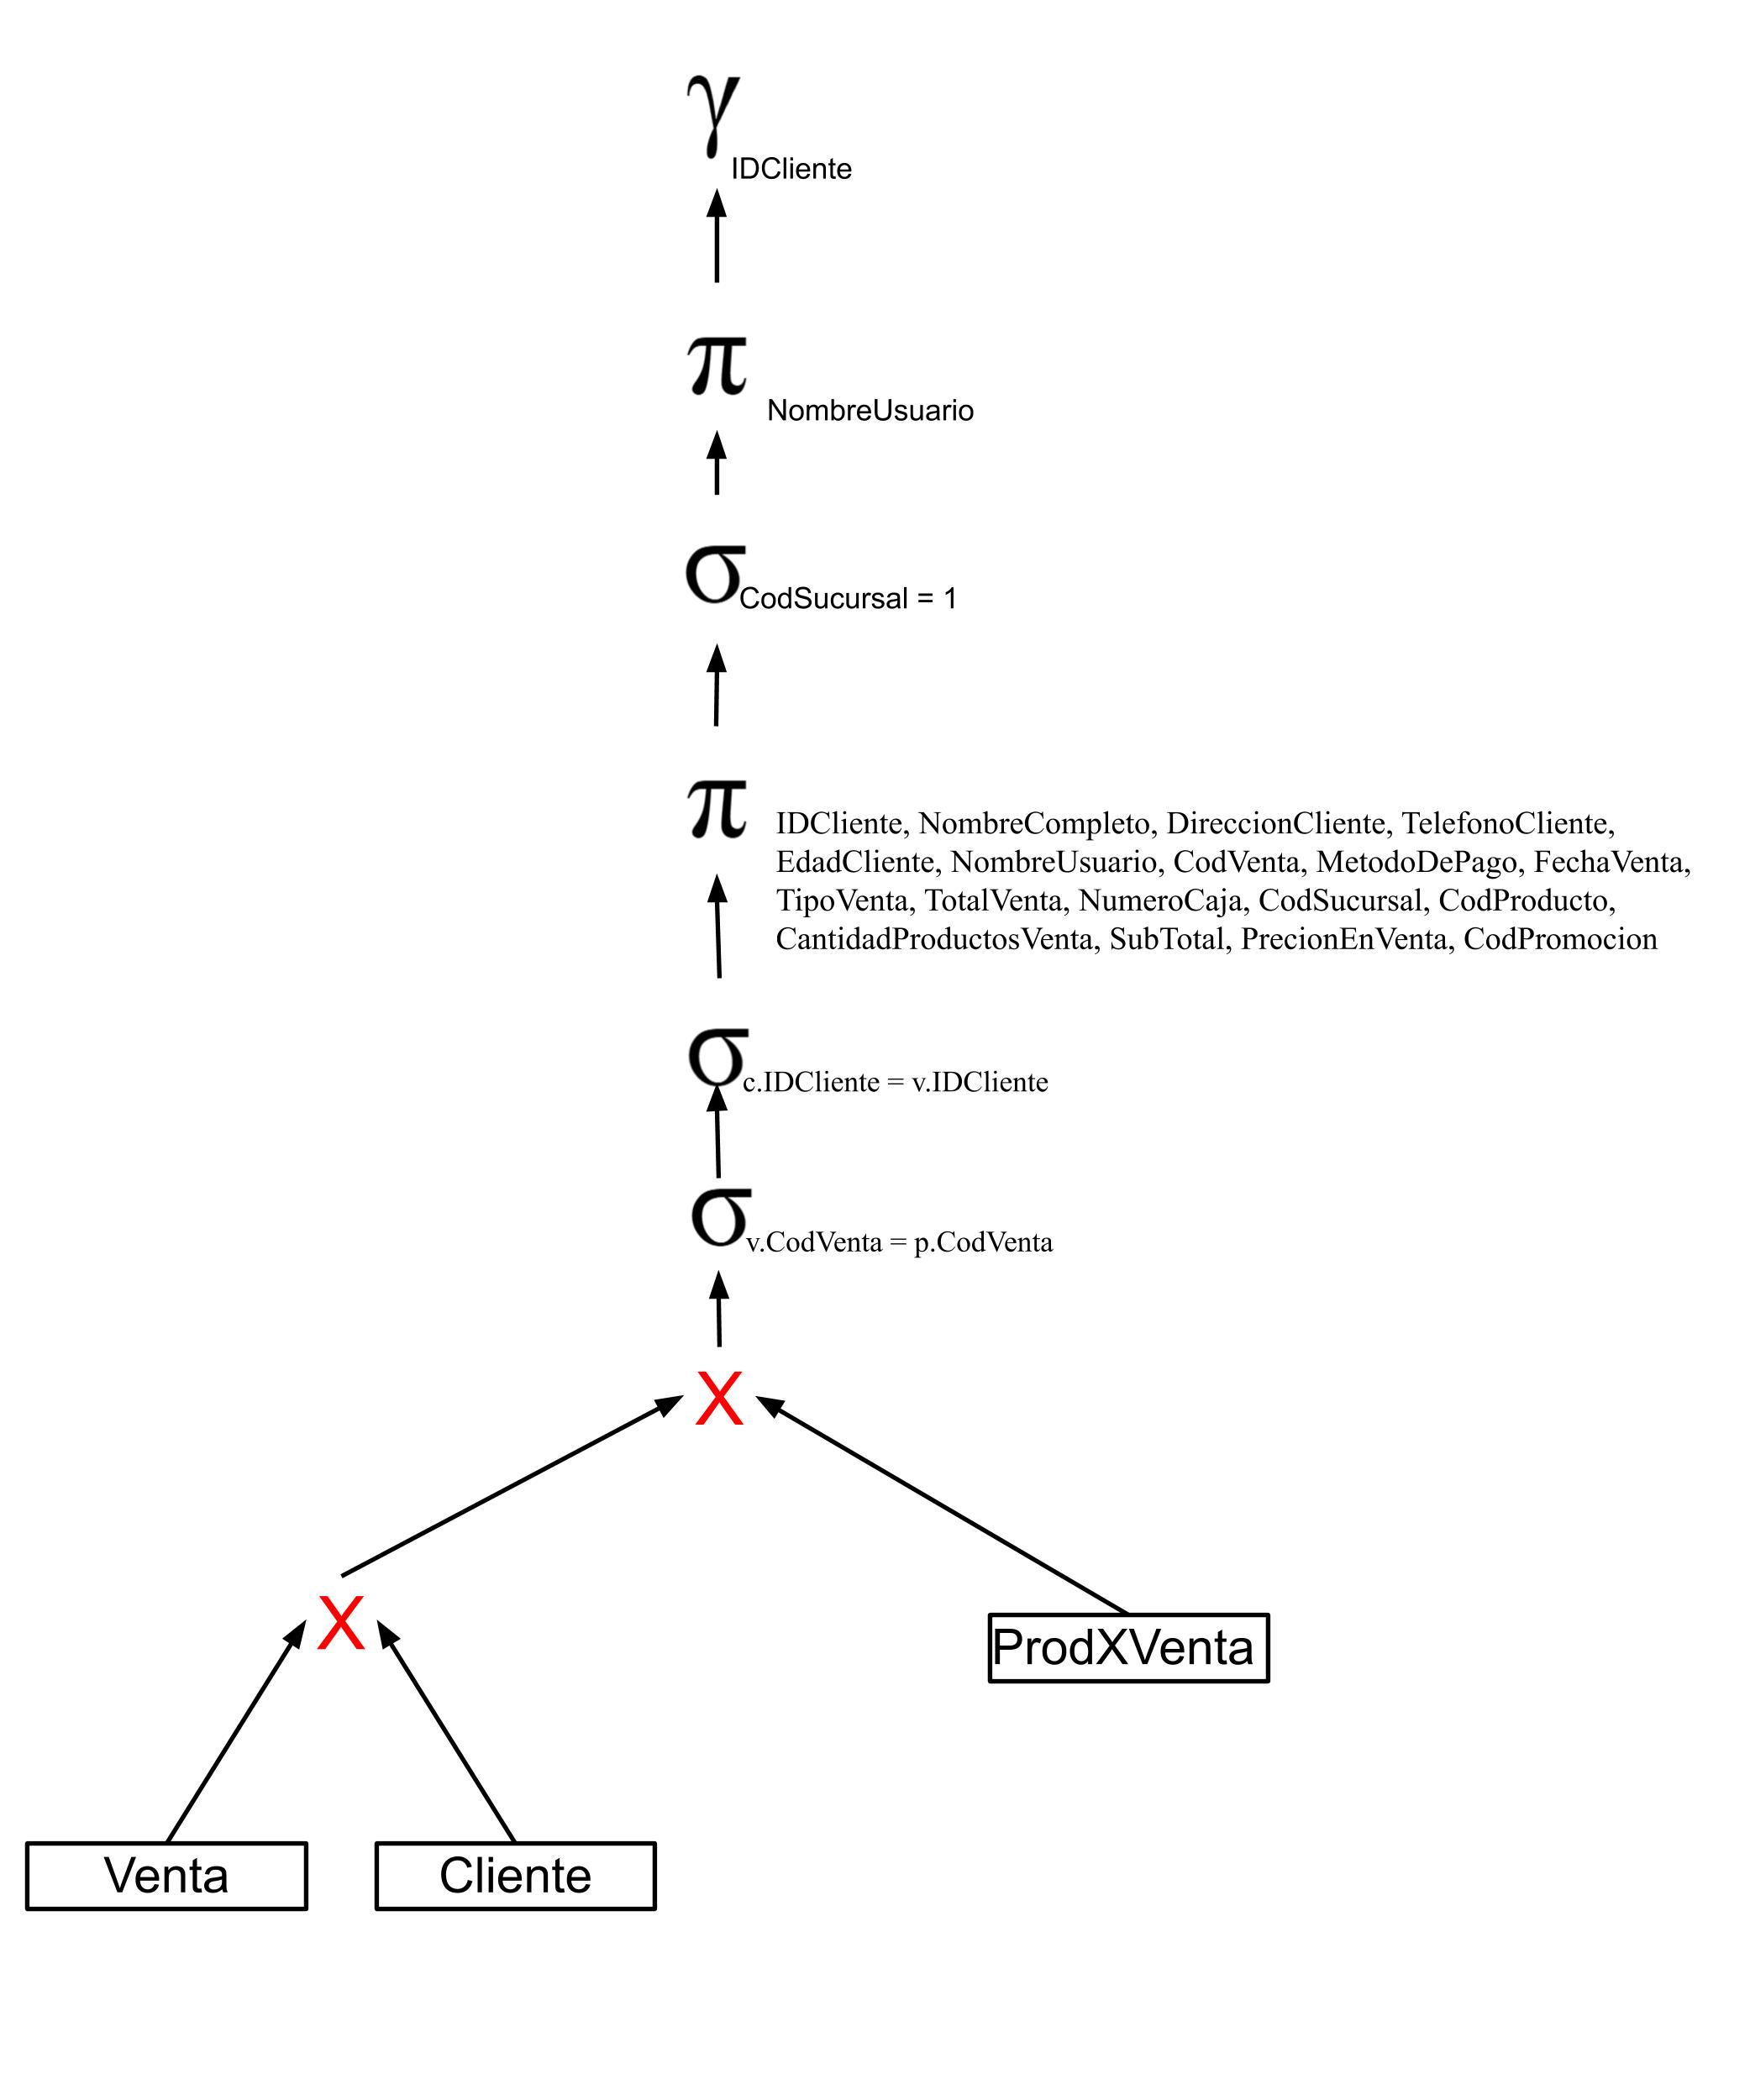 γ
IDCliente
π
NombreUsuario
σ
CodSucursal = 1
π
IDCliente, NombreCompleto, DireccionCliente, TelefonoCliente,
EdadCliente, NombreUsuario, CodVenta, MetodoDePago, FechaVenta,
TipoVenta, TotalVenta, NumeroCaja, CodSucursal, CodProducto,
CantidadProductosVenta, SubTotal, PrecionEnVenta, CodPromocion
σ
c.IDCliente = v.IDCliente
σ
v.CodVenta = p.CodVenta
X
X
ProdXVenta
Venta
Cliente